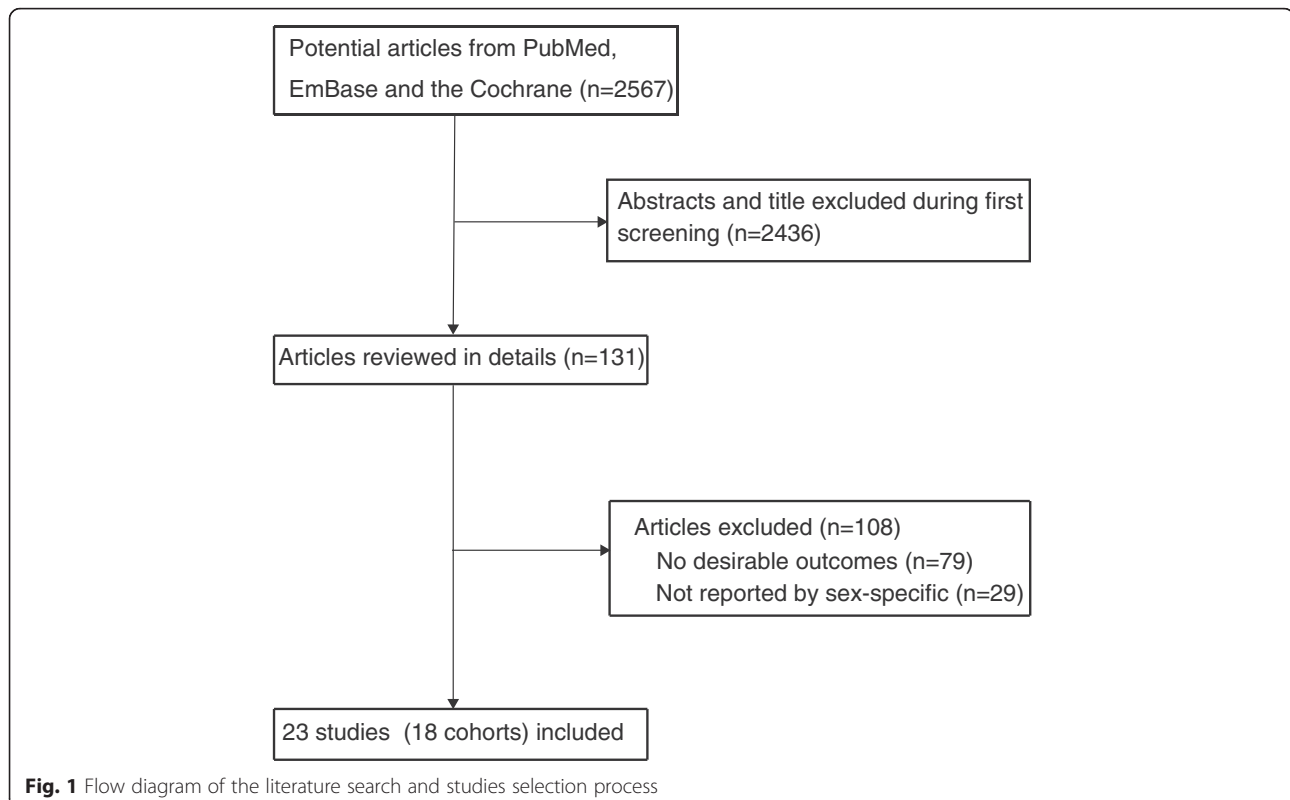 Potential articles from PubMed,
EmBase and the Cochrane (n=2567)
Abstracts and title excluded during first
screening (n=2436)
Articles reviewed in details (n=131)
Articles excluded (n=108)
No desirable outcomes (n=79)
Not reported by sex-specific (n=29)
23 studies (18 cohorts) included
Fig. 1 Flow diagram of the literature search and studies selection process